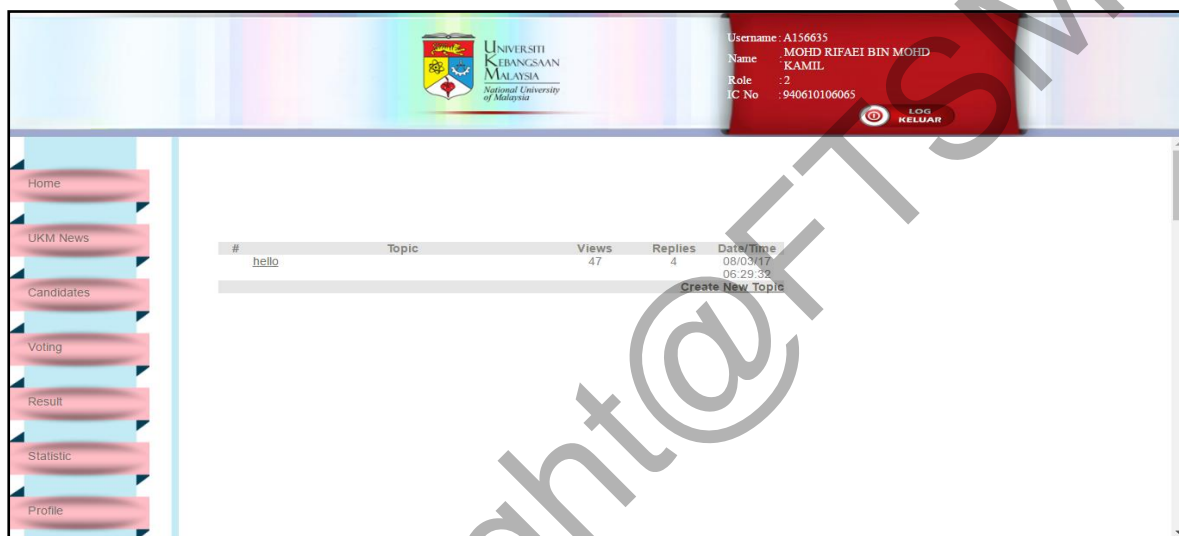 UNIVERSITI
KEBANGSAAN
MALAYSIA
National University
of Malaysia
Username : A156635
Name : MOHD RIFAEI BIN MOHD
KAMIL
Role : 2
IC No : 940610106065
LOG
KELUAR
Home
UKM News
Candidates
Voting
Result
Statistic
Profile
# Topic Views Replies Date/Time
hello 47 4 08/03/17
06:29:32
Create New Topic
ght@FTSM